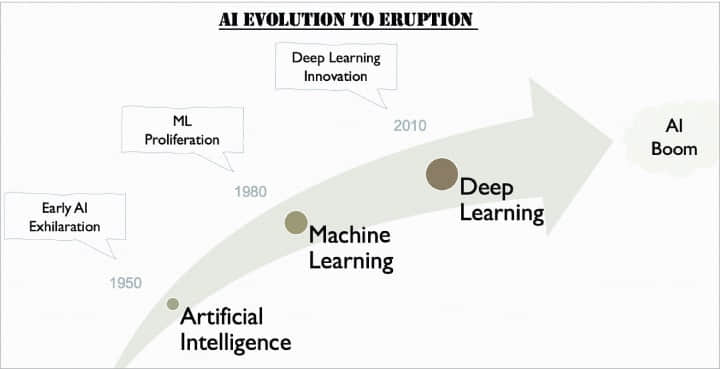 AI EVOLUTION TO ERUPTION
Deep Learning
Innovation
2010
AI
Boom
ML
Proliferation
1980
Deep
Learning
Early AI
Exhilaration
Machine
Learning
1950
Artificial
Intelligence